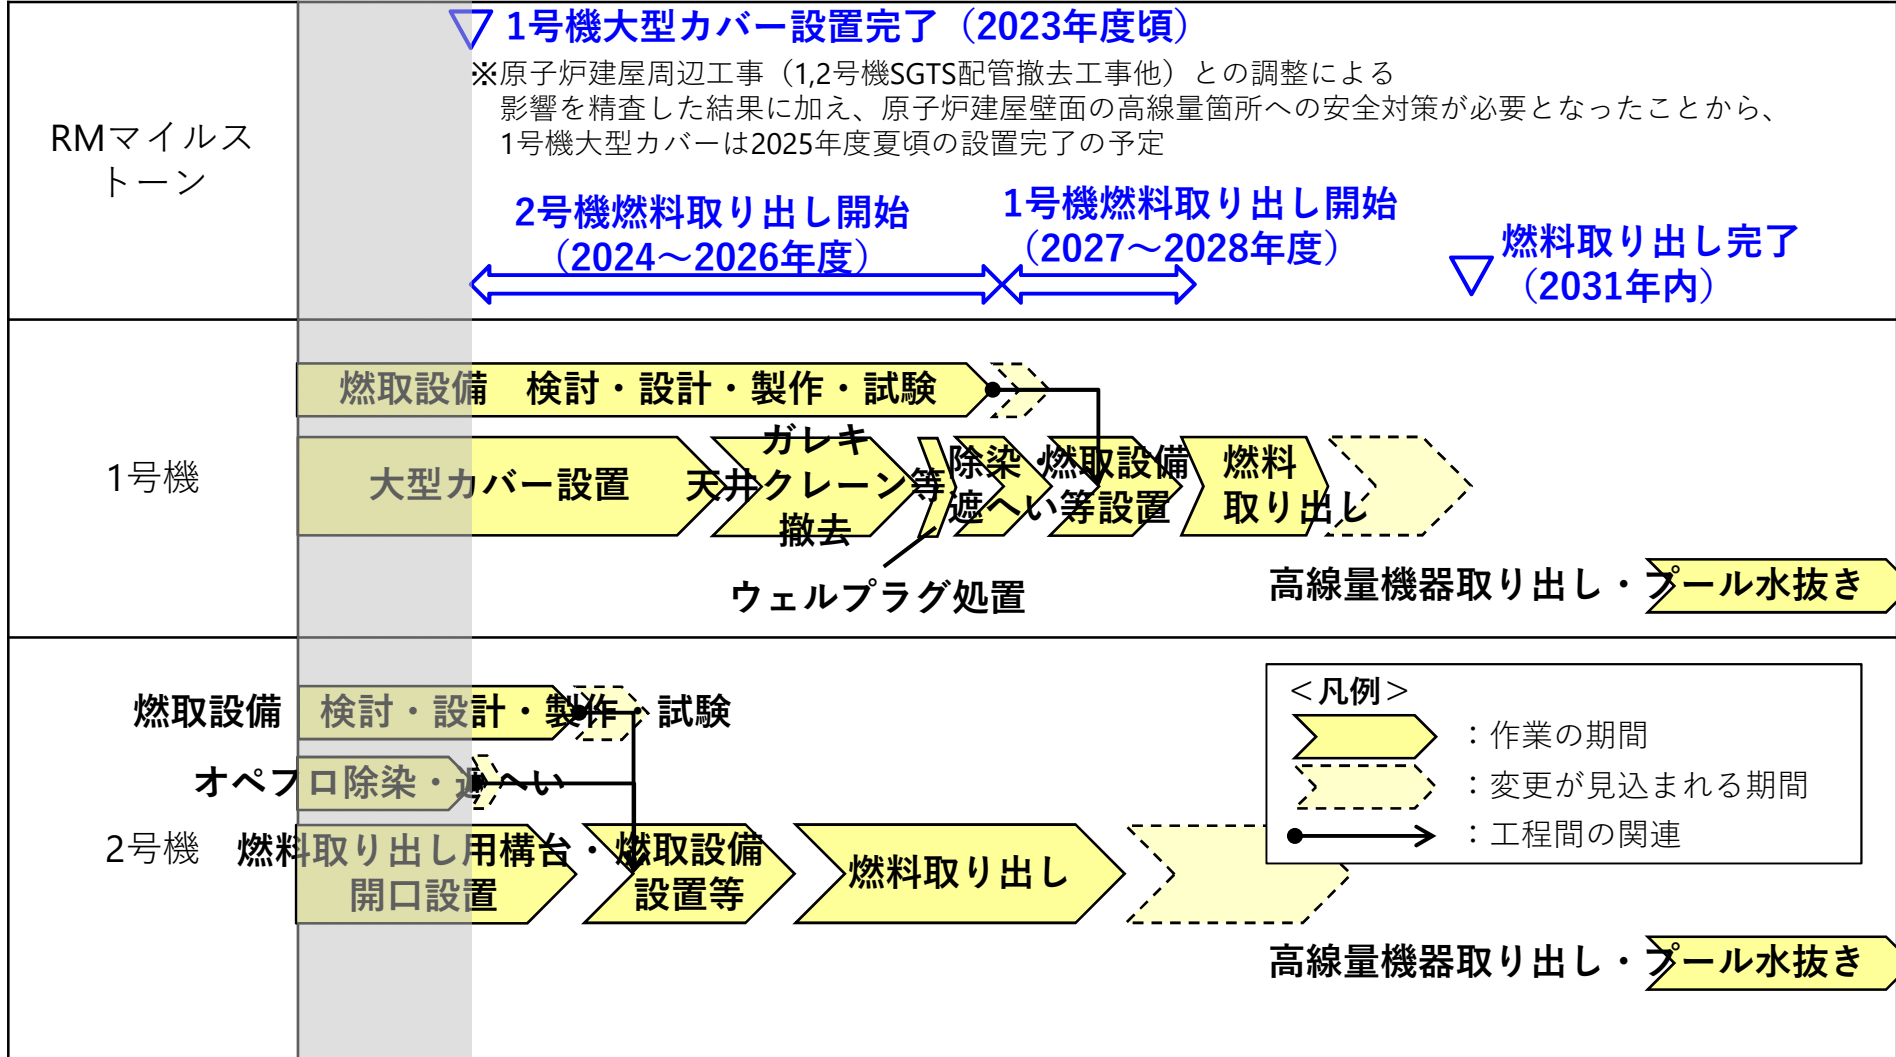 1号機大型カバー設置完了（2023年度頃）
※原子炉建屋周辺工事（1,2号機SGTS配管撤去工事他）との調整による
影響を精査した結果に加え、原子炉建屋壁面の高線量箇所への安全対策が必要となったことから、
1号機大型カバーは2025年度夏頃の設置完了の予定
RMマイルス
トーン
2号機燃料取り出し開始
（2024～2026年度）
1号機燃料取り出し開始
（2027～2028年度）
燃料取り出し完了
（2031年内）
1号機
燃取設備　検討・設計・製作・試験
大型カバー設置
ガレキ
天井クレーン等
撤去
ウェルプラグ処置
除染・
遮へい等
燃取設備
設置
燃料
取り出し
高線量機器取り出し・プール水抜き
2号機
燃取設備　検討・設計・製作・試験
オペフロ除染・遮へい
燃料取り出し用構台・
開口設置
燃取設備
設置等
燃料取り出し
高線量機器取り出し・プール水抜き
＜凡例＞
：作業の期間
：変更が見込まれる期間
：工程間の関連